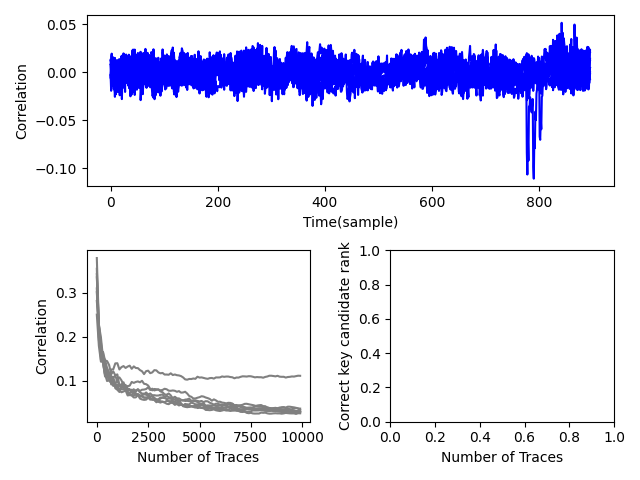 0.05
0.00
−0.05
−0.10
Correlation
0 200 400 600 800
Time(sample)
0.3
0.2
0.1
Correlation
0 2500 5000 7500 10000
Number of Traces
1.0
0.8
0.6
0.4
0.2
0.0
Correct key candidate rank
0.0 0.2 0.4 0.6 0.8 1.0
Number of Traces